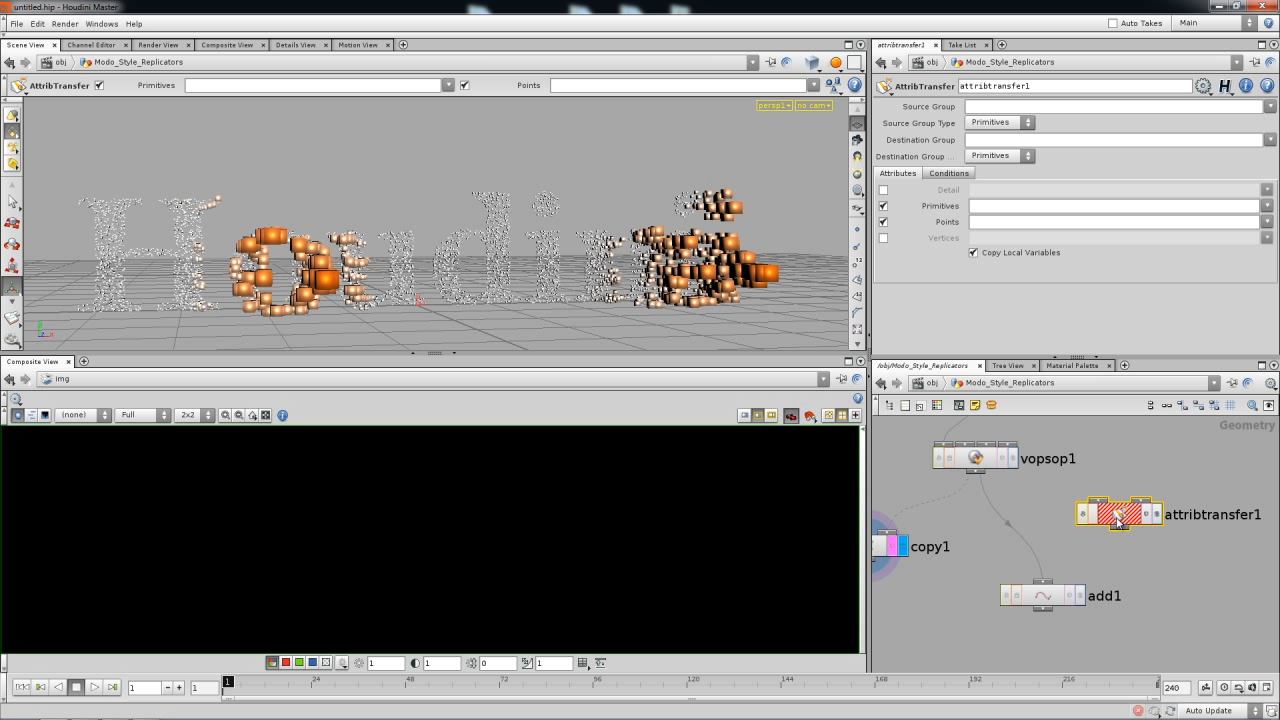 untitled.hip - Houdini Master
File Edit Render Windows Help
Auto Takes Main
Scene View Channel Editor Render View Composite View Details View Motion View
attribtransfer1 Take List
obj Modo_Style_Replicators
obj Modo_Style_Replicators
AttribTransfer Primitives Points
AttribTransfer attribtransfer1
persp1 no cam
Source Group
Source Group Type Primitives
Destination Group
Destination Group ... Primitives
Attributes Conditions
Detail
Primitives
Points
Vertices
Copy Local Variables
Houdini
Composite View
/obj/Modo_Style_Replicators Tree View Material Palette
img
obj Modo_Style_Replicators
(none) Full 2x2
Geometry
vopsop1
attribtransfer1
copy1
add1
1 1 0 1
1 1 1 24 48 72 96 120 144 168 192 216 2 240
Auto Update